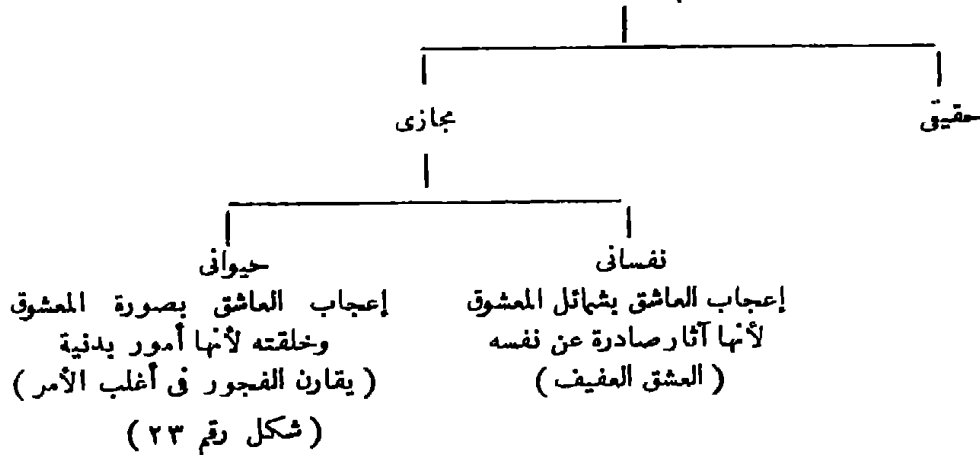 حقيقى
مجازى
نفسانى
إعجاب العاشق بشمائل المعشوق
لأنها آثار صادرة عن نفسه
( العشق العفيف )
حيوانى
إعجاب العاشق بصورة المعشوق
وخلقته لأنها أمور بدنية
( يقارن الفجور فى أغلب الأمر )
( شكل رقم ٢٣ )